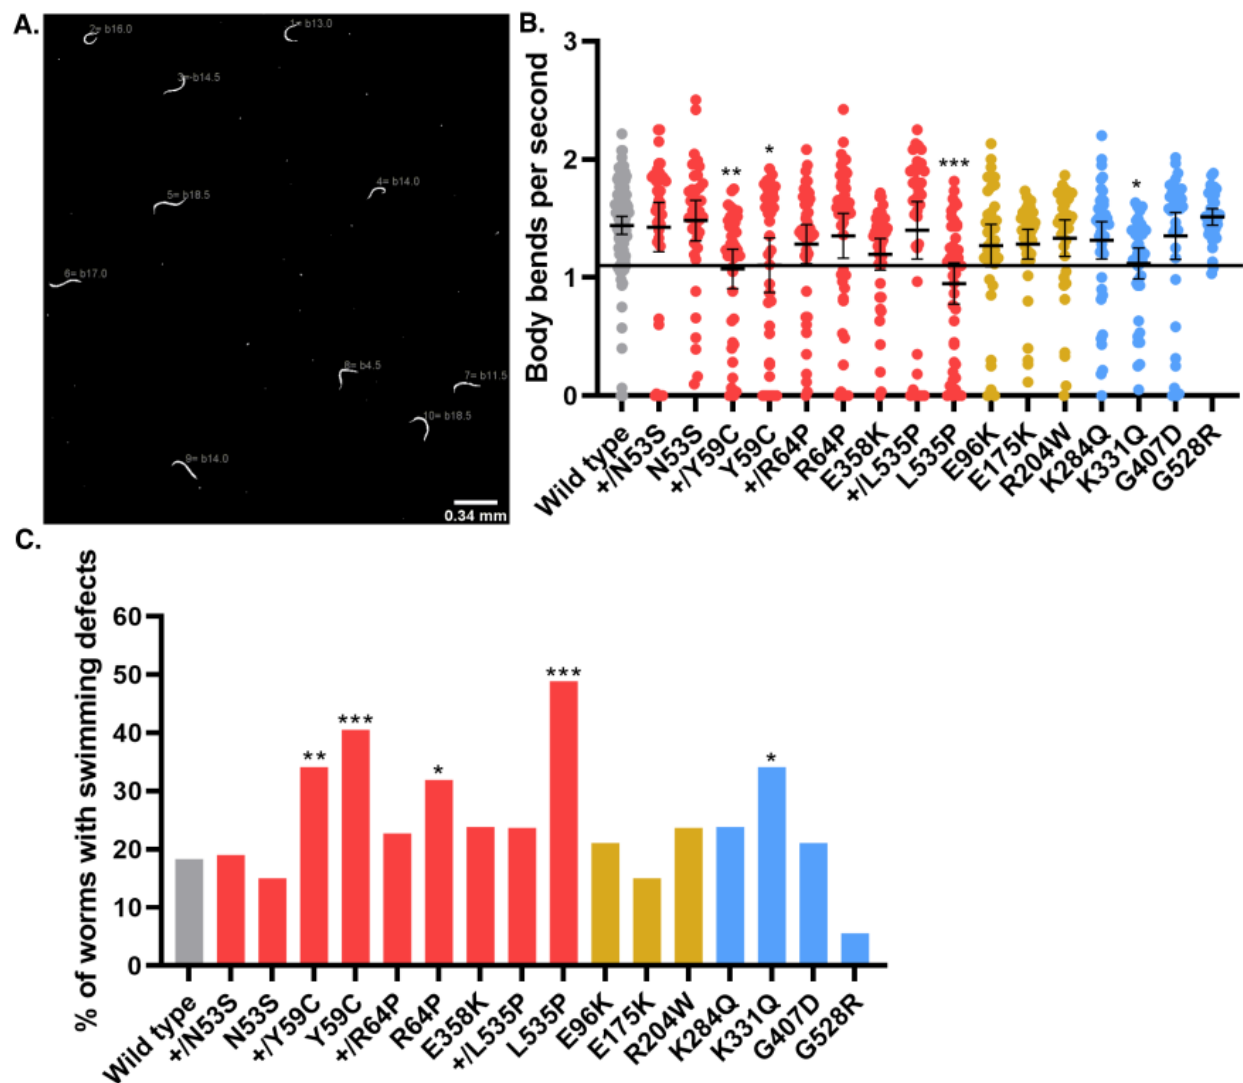 A.
2= b16.0
1= b13.0
3= b14.5
4= b14.0
5= b18.5
6= b17.0
8= b4.5
7= b11.5
10= b18.5
9= b14.0
0.34 mm
B.
Body bends per second
3
2
1
0
**
*
***
*
Wild type
+/N53S
N53S
+/Y59C
Y59C
+/R64P
R64P
E358K
+/L535P
L535P
E96K
E175K
R204W
K284Q
K331Q
G407D
G528R
C.
% of worms with swimming defects
60
50
40
30
20
10
0
**
***
*
***
*
Wild type
+/N53S
N53S
+/Y59C
Y59C
+/R64P
R64P
E358K
+/L535P
L535P
E96K
E175K
R204W
K284Q
K331Q
G407D
G528R